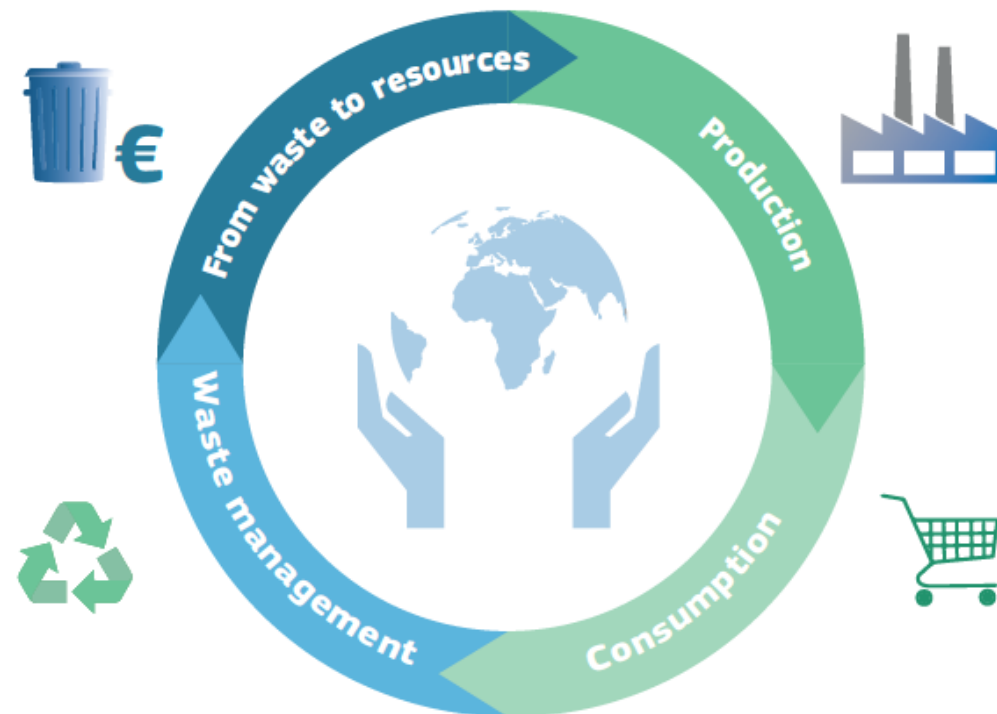 From waste to resources
Production
€
Waste management
Consumption